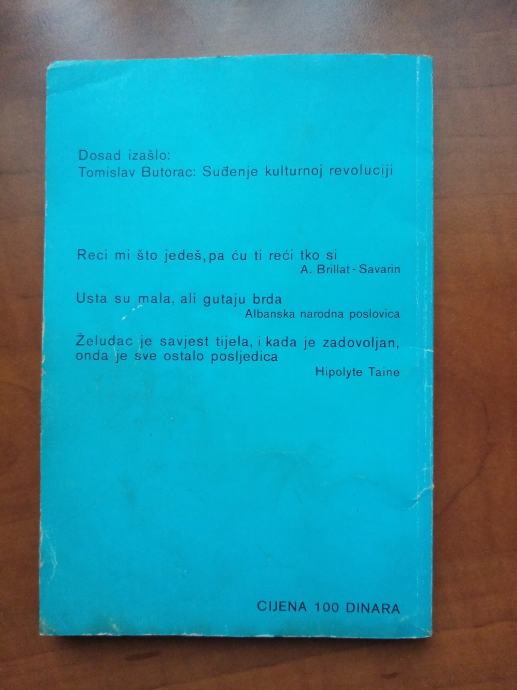 Dosad izašlo:
Tomislav Butorac: Suđenje kulturnoj revoluciji
Reci mi što jedeš, pa ću ti reći tko si
A. Brillat-Savarin
Usta su mala, ali gutaju brda
Albanska narodna poslovica
Želudac je savjest tijela, i kada je zadovoljan,
onda je sve ostalo posljedica
Hipolyte Taine
CIJENA 100 DINARA